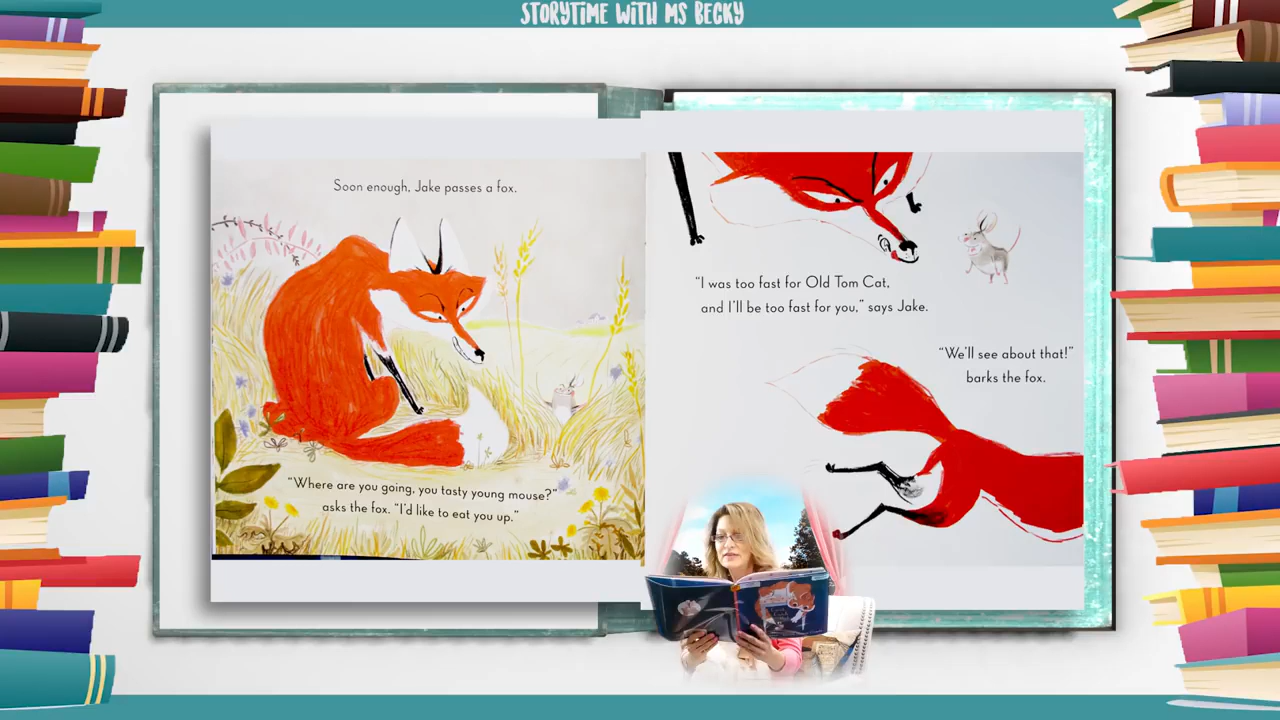 STORYTIME WITH MS BECKY
Soon enough, Jake passes a fox.
“Where are you going, you tasty young mouse?”
asks the fox. “I’d like to eat you up.”
“I was too fast for Old Tom Cat,
and I’ll be too fast for you,” says Jake.
“We’ll see about that!”
barks the fox.